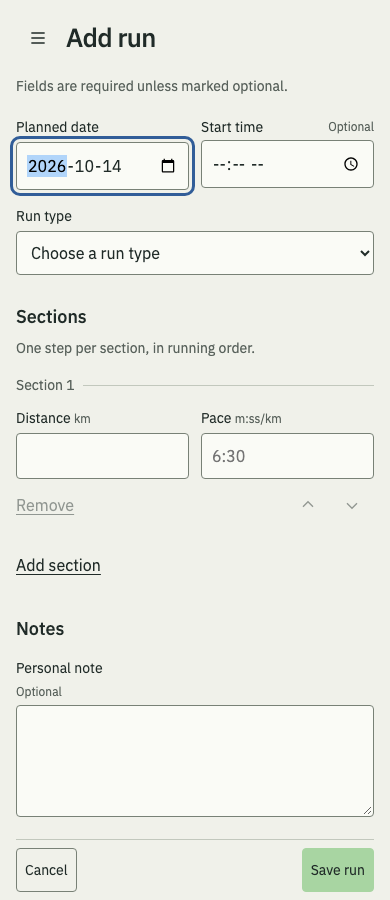 Add run
Fields are required unless marked optional.
Planned date
Start time Optional
2026-10-14
--:-- --
Run type
Choose a run type
Sections
One step per section, in running order.
Section 1
Distance km
Pace m:ss/km
6:30
Remove
Add section
Notes
Personal note
Optional
Cancel
Save run